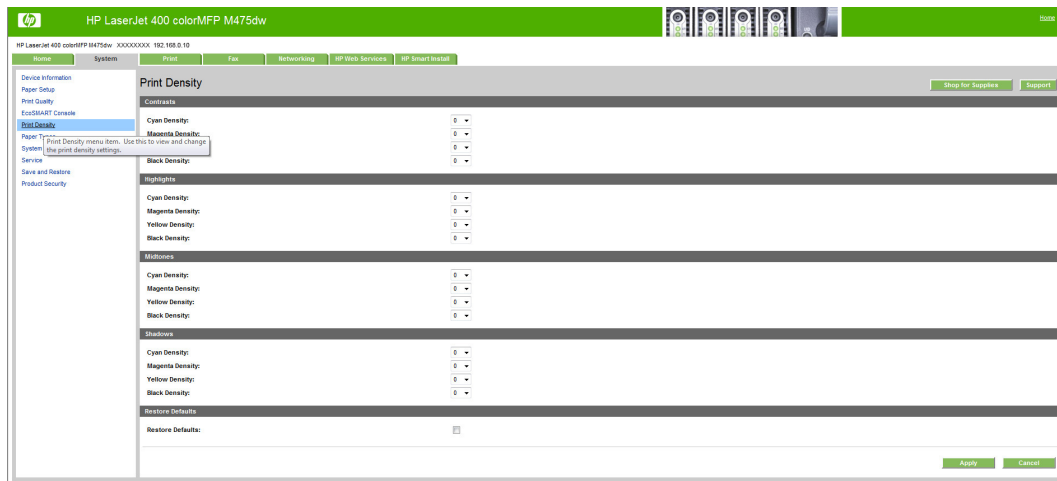 hp HP LaserJet 400 colorMFP M475dw Home
HP LaserJet 400 colorMFP M475dw XXXXXXXX 192.168.0.10
Home System Print Fax Networking HP Web Services HP Smart Install
Device Information
Paper Setup
Print Quality
EcoSMART Console
Print Density
Paper
System
Service
Save and Restore
Product Security
Print Density menu item. Use this to view and change
the print density settings.
Print Density
Shop for Supplies Support
Contrasts
Cyan Density: 0
Magenta Density: 0
0
Black Density: 0
Highlights
Cyan Density: 0
Magenta Density: 0
Yellow Density: 0
Black Density: 0
Midtones
Cyan Density: 0
Magenta Density: 0
Yellow Density: 0
Black Density: 0
Shadows
Cyan Density: 0
Magenta Density: 0
Yellow Density: 0
Black Density: 0
Restore Defaults
Restore Defaults:
Apply Cancel